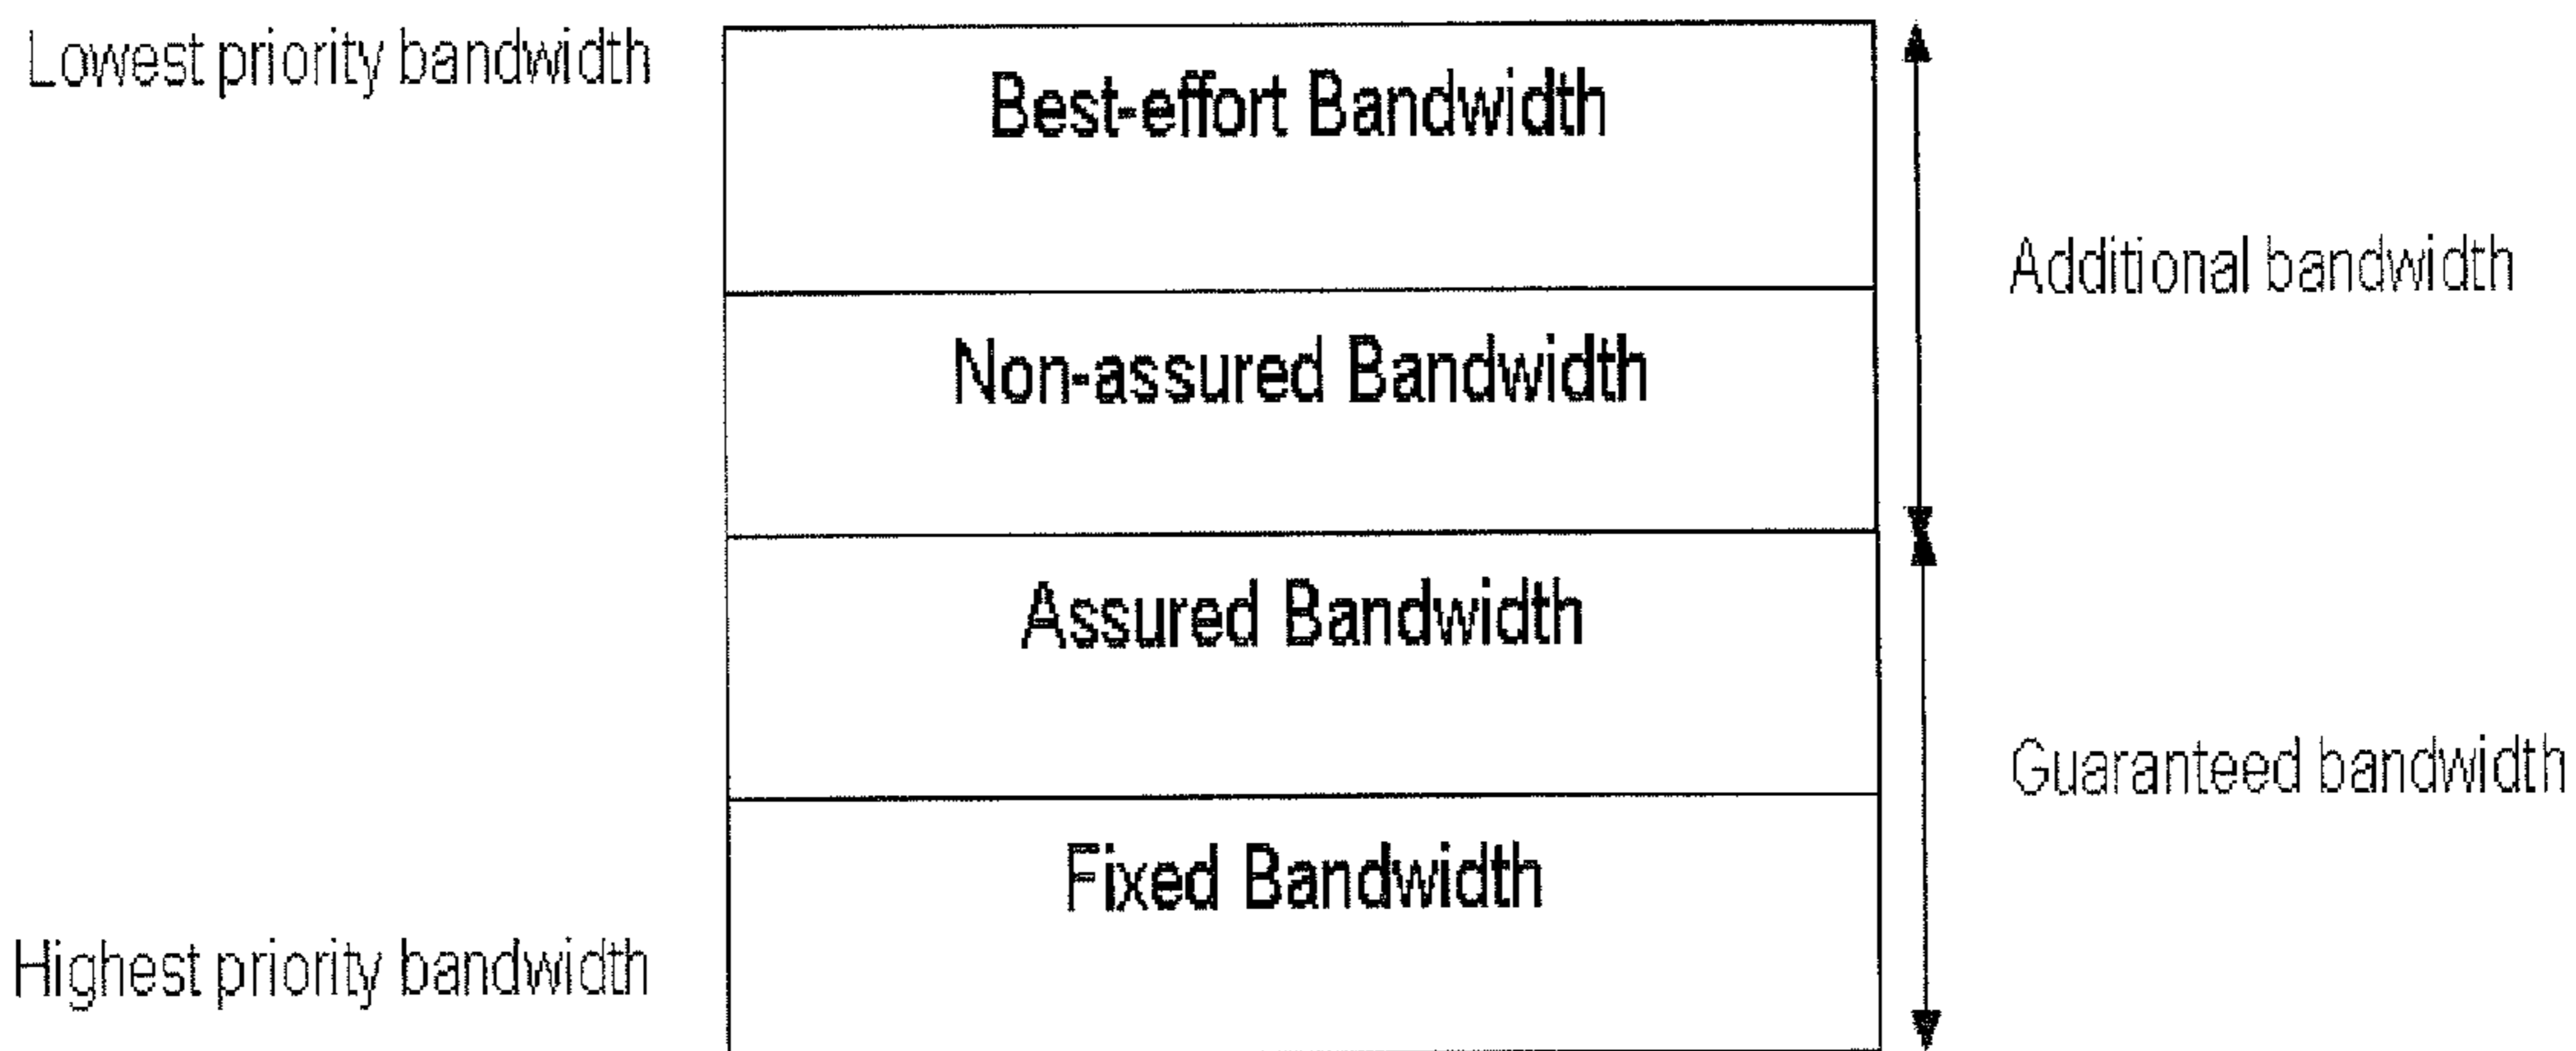 Lowest priority bandwidth
Best-effort Bandwidth
Additional bandwidth
Non-assured Bandwidth
Assured Bandwidth
Guaranteed bandwidth
Fixed Bandwidth
Highest priority bandwidth